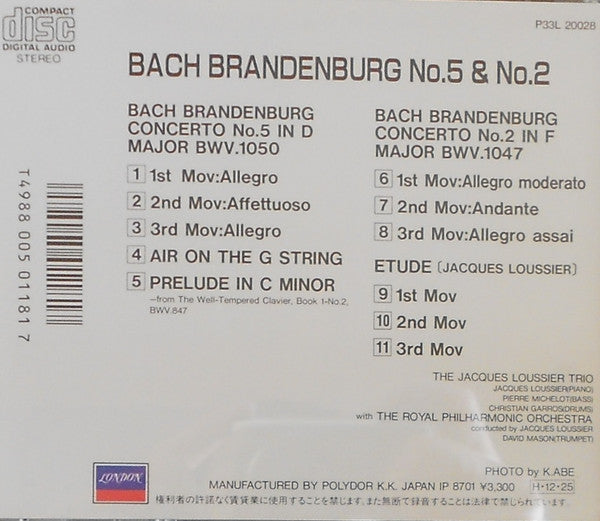 COMPACT
disc
DIGITAL AUDIO
STEREO
P33L 20028
BACH BRANDENBURG No.5 & No.2
BACH BRANDENBURG
CONCERTO No.5 IN D
MAJOR BWV.1050
1 1st Mov:Allegro
2 2nd Mov:Affettuoso
3 3rd Mov:Allegro
4 AIR ON THE G STRING
5 PRELUDE IN C MINOR
—from The Well-Tempered Clavier, Book 1-No.2,
BWV.847
BACH BRANDENBURG
CONCERTO No.2 IN F
MAJOR BWV.1047
6 1st Mov:Allegro moderato
7 2nd Mov:Andante
8 3rd Mov:Allegro assai
ETUDE (JACQUES LOUSSIER)
9 1st Mov
10 2nd Mov
11 3rd Mov
T4988 005 011817
THE JACQUES LOUSSIER TRIO
JACQUES LOUSSIER(PIANO)
PIERRE MICHELOT(BASS)
CHRISTIAN GARROS(DRUMS)
with THE ROYAL PHILHARMONIC ORCHESTRA
conducted by JACQUES LOUSSIER
DAVID MASON(TRUMPET)
PHOTO by K.ABE
LONDON
MANUFACTURED BY POLYDOR K.K. JAPAN IP 8701 ¥3,300 H·12·25
権利者の許諾なく賃貸業に使用することを禁じます。また無断で録音することは法律で禁じられています。